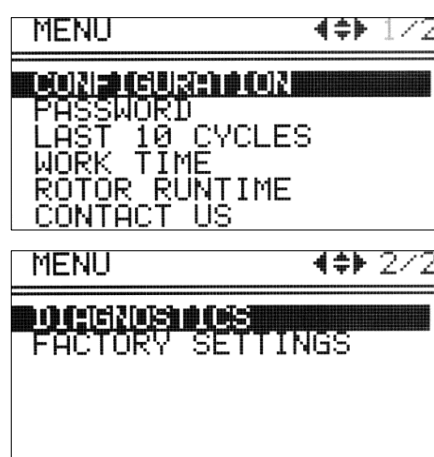 MENU 1/2
CONFIGURATION
PASSWORD
LAST 10 CYCLES
WORK TIME
ROTOR RUNTIME
CONTACT US
MENU 2/2
DIAGNOSTICS
FACTORY SETTINGS